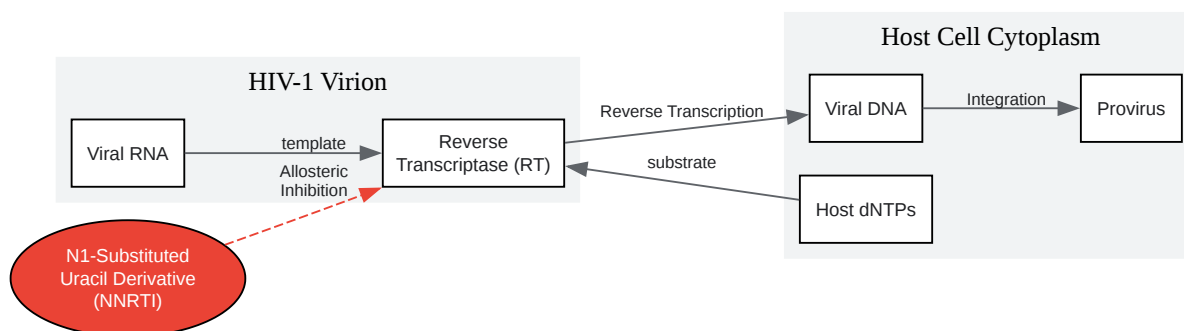 Host Cell Cytoplasm
HIV-1 Virion
Viral RNA
template
Reverse
Transcriptase (RT)
Reverse Transcription
Viral DNA
Integration
Provirus
substrate
Host dNTPs
Allosteric
Inhibition
N1-Substituted
Uracil Derivative
(NNRTI)